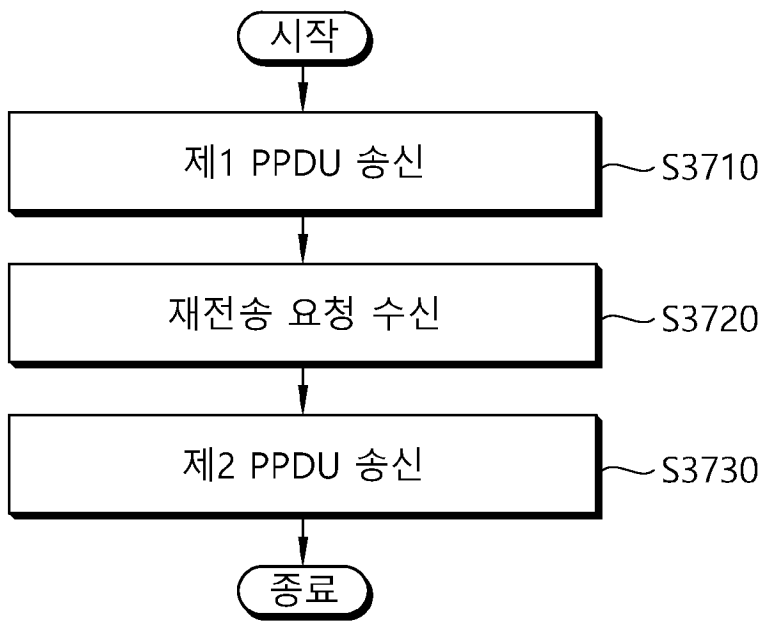 시작
제1 PPDU 송신
S3710
재전송 요청 수신
S3720
제2 PPDU 송신
S3730
종료